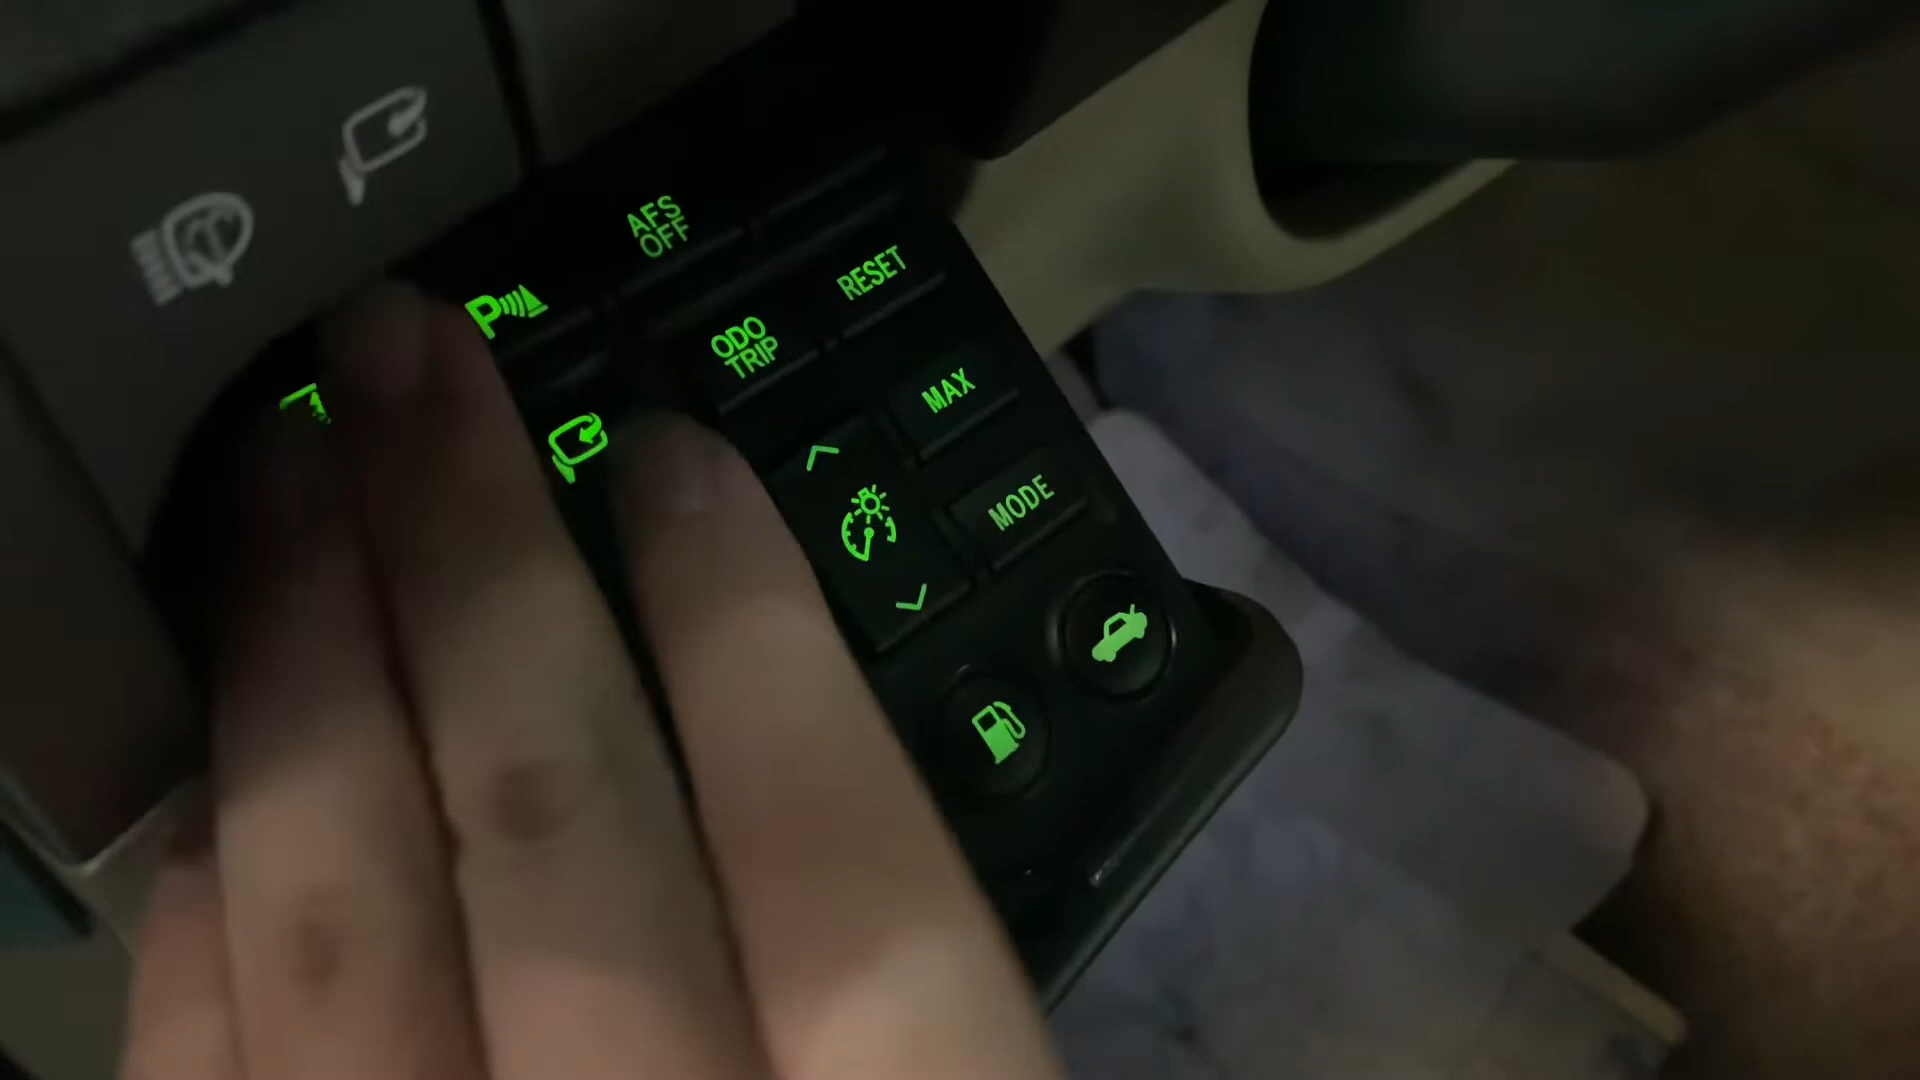 AFS
OFF
P
RESET
ODO
TRIP
MAX
MODE